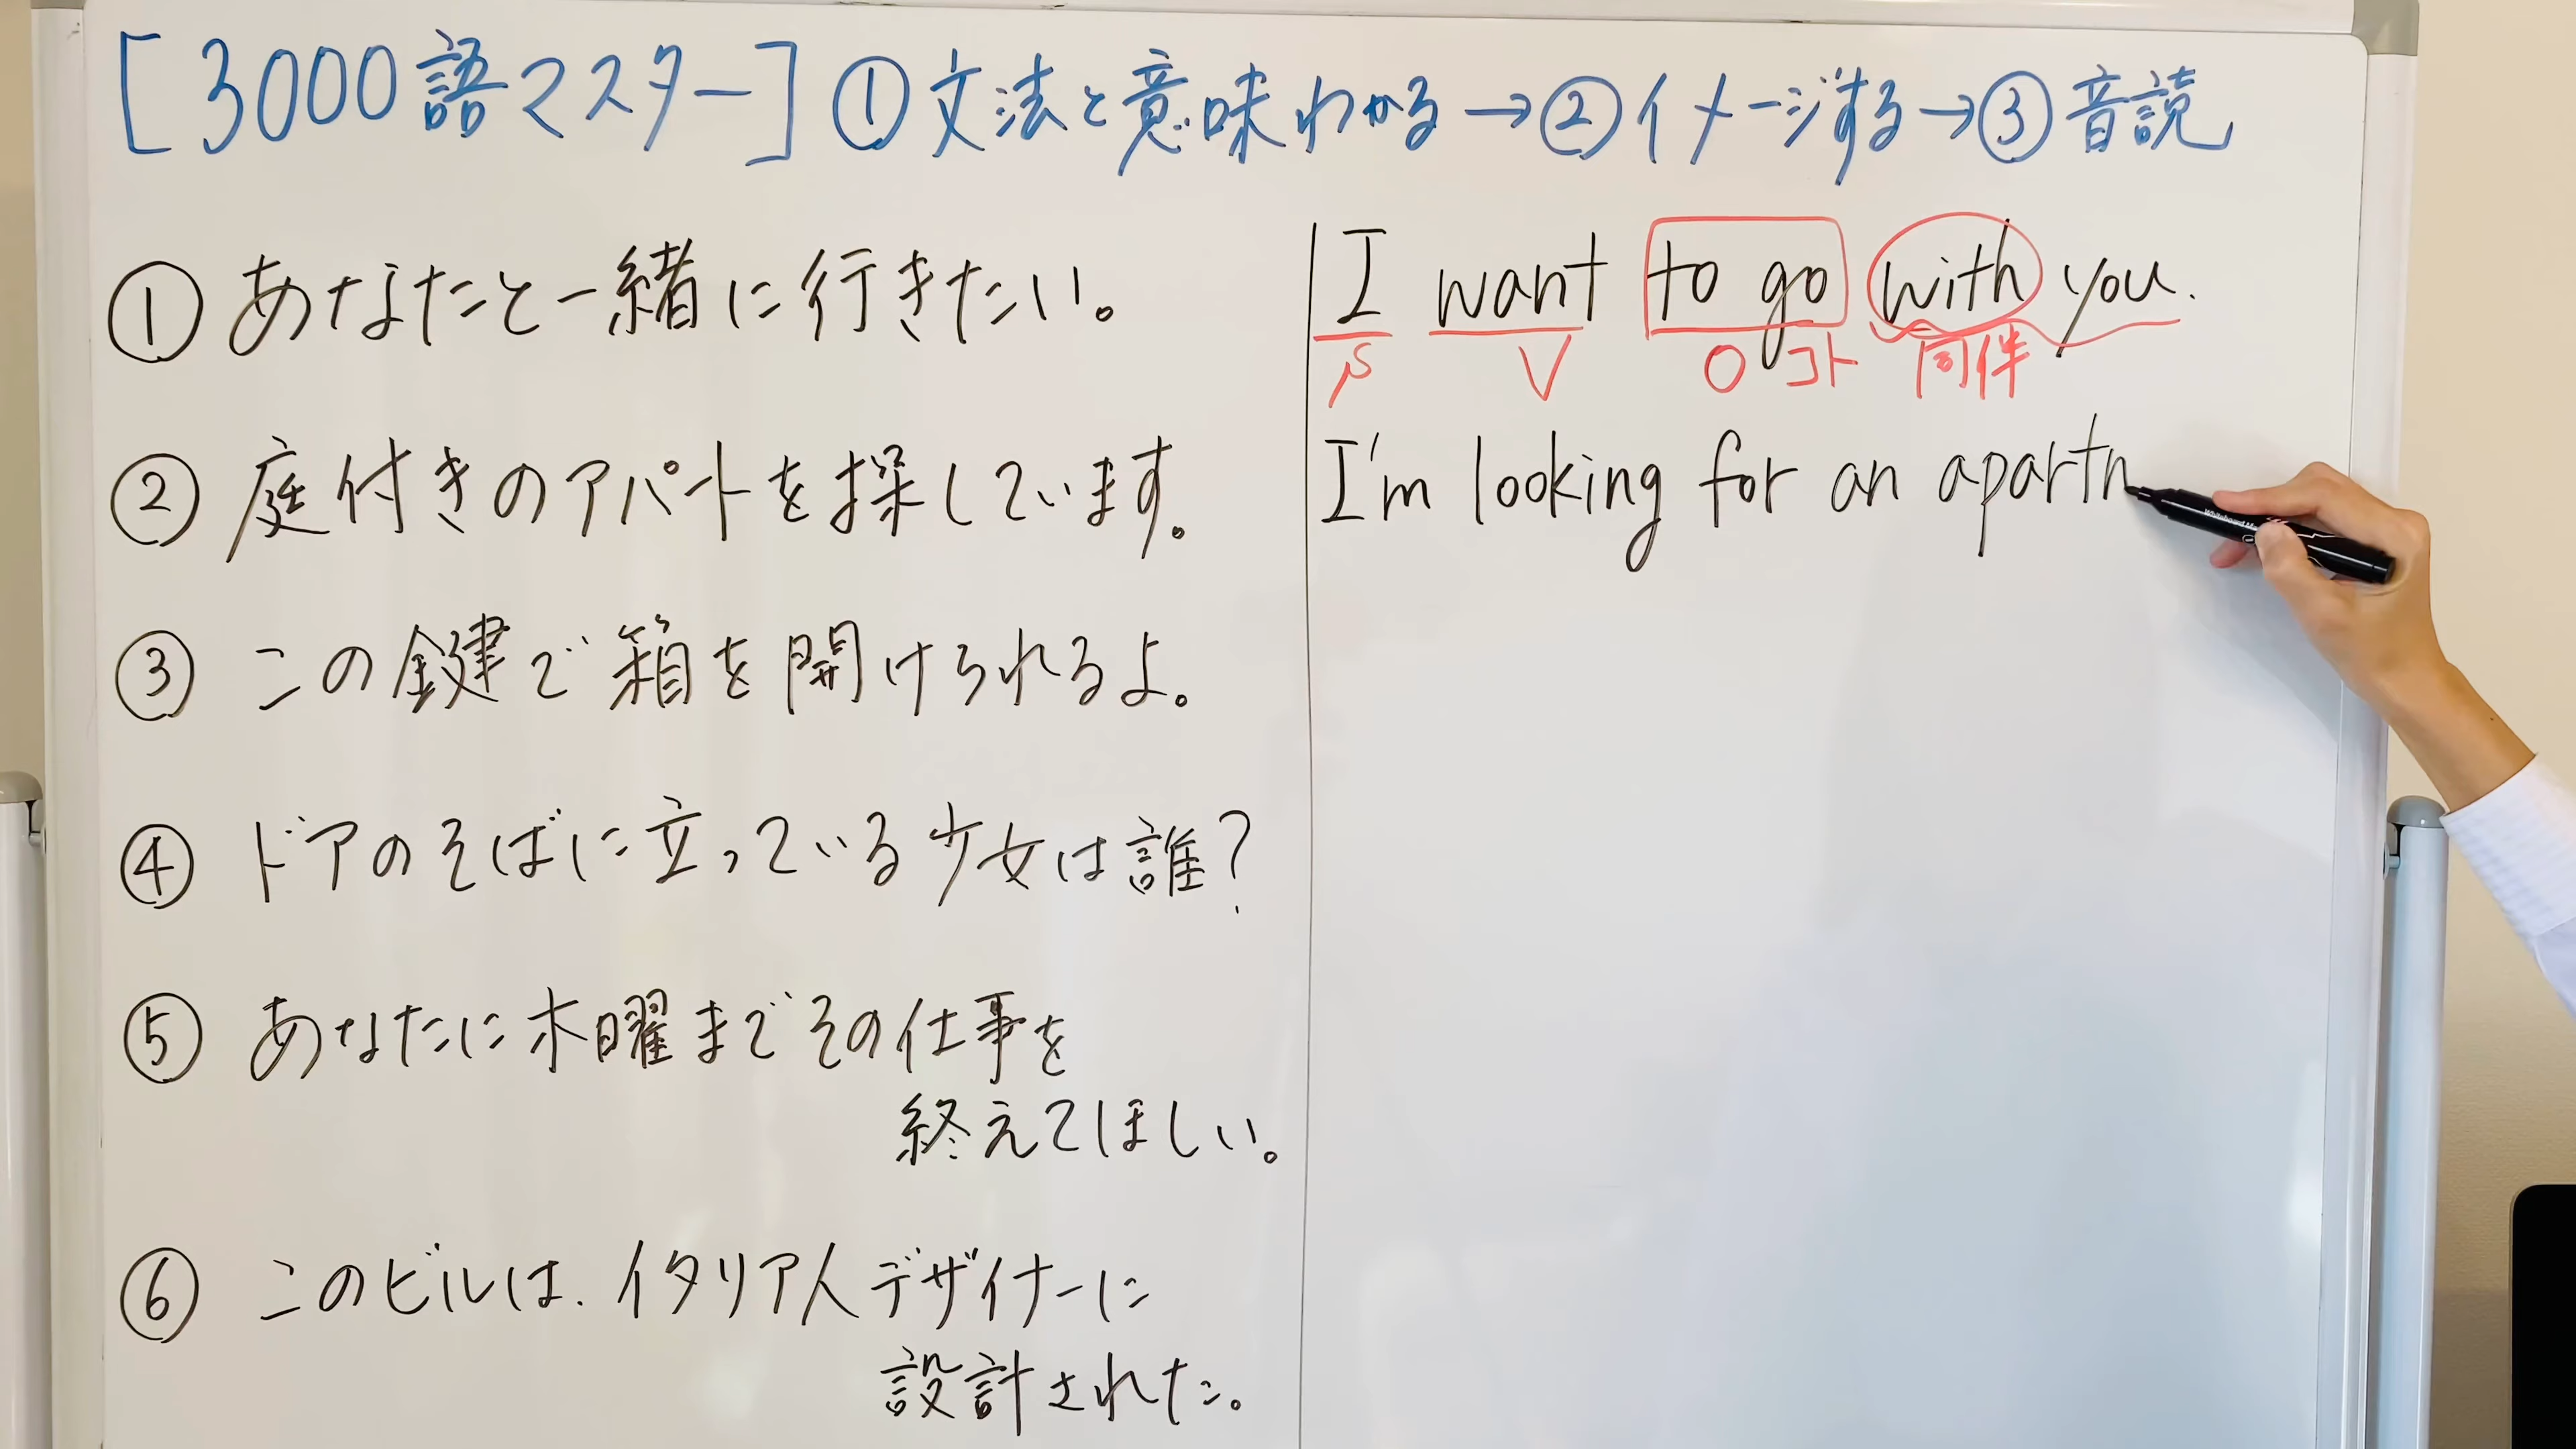 [3000語マスター] ①文法と意味わかる→②イメージする→③音読
① あなたと一緒に行きたい。
I want to go with you.
S V O コト 同伴
② 庭付きのアパートを探しています。
I'm looking for an apartm
③ この鍵で箱を開けられるよ。
④ ドアのそばに立っている少女は誰?
⑤ あなたに木曜までその仕事を
終えてほしい。
⑥ このビルは、イタリア人デザイナーに
設計された。